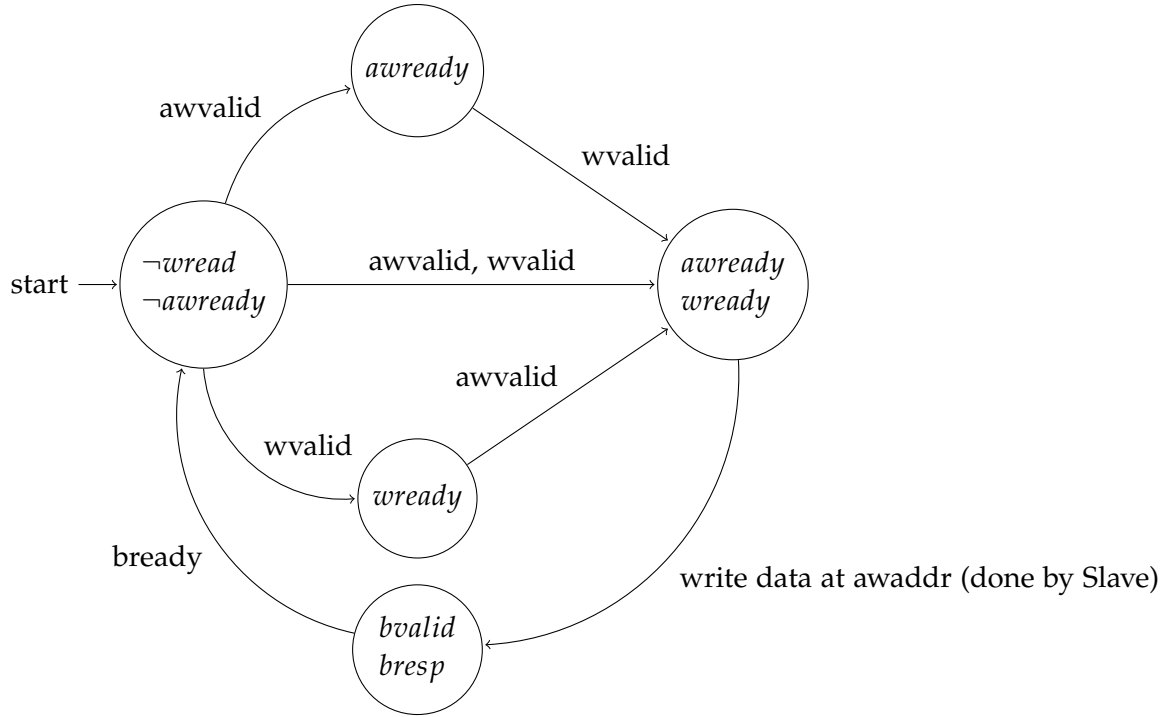 awready
awvalid
wvalid
start
¬wread
¬awready
awvalid, wvalid
awready
wready
awvalid
wvalid
wready
bready
write data at awaddr (done by Slave)
bvalid
bresp